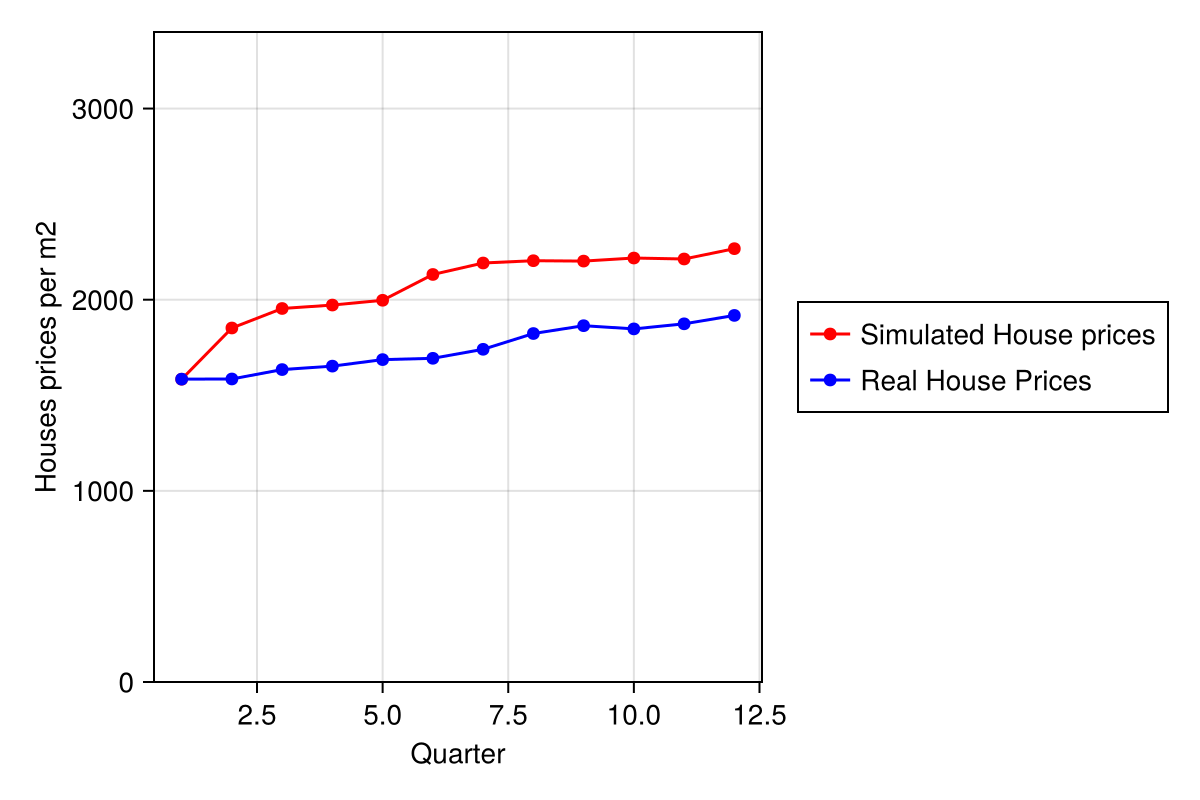 Houses prices per m2
3000
2000
1000
0
2.5 5.0 7.5 10.0 12.5
Quarter
Simulated House prices
Real House Prices